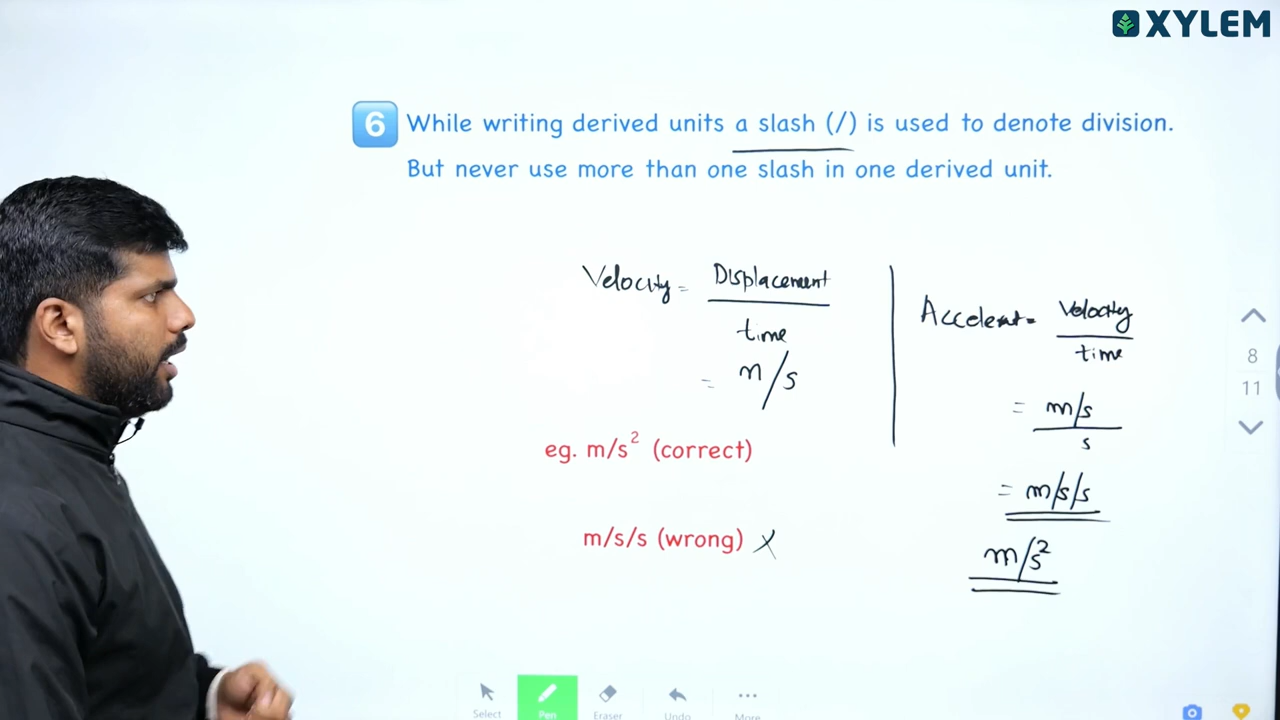 XYLEM
6 While writing derived units a slash (/) is used to denote division.
But never use more than one slash in one derived unit.
Velocity = Displacement
time
= m/s
eg. m/s² (correct)
m/s/s (wrong) X
Accelerat = Velocity
time
= m/s
s
= m/s/s
m/s²
8
11
Select
Pen
Eraser
Undo
More